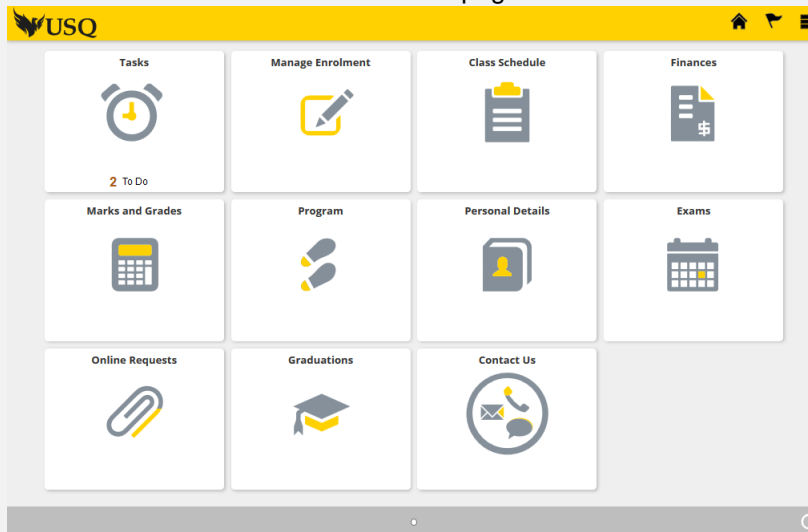 USQ
Tasks
Manage Enrolment
Class Schedule
Finances
2 To Do
Marks and Grades
Program
Personal Details
Exams
Online Requests
Graduations
Contact Us